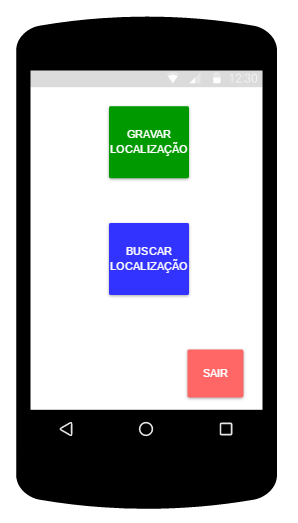 12:30
GRAVAR
LOCALIZAÇÃO
BUSCAR
LOCALIZAÇÃO
SAIR